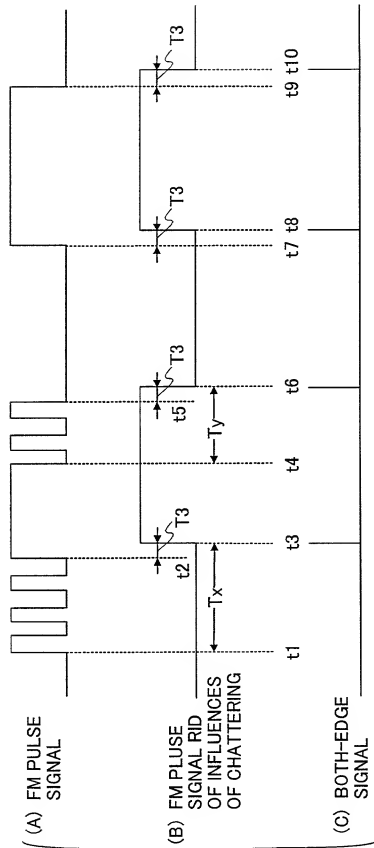 (A) FM PULSE
SIGNAL
(B) FM PLUSE
SIGNAL RID
OF INFLUENCES
OF CHATTERING
(C) BOTH-EDGE
SIGNAL
T3
T3
T3
T3
t2
t5
Tx
Ty
t1
t3
t4
t6
t7
t8
t9
t10